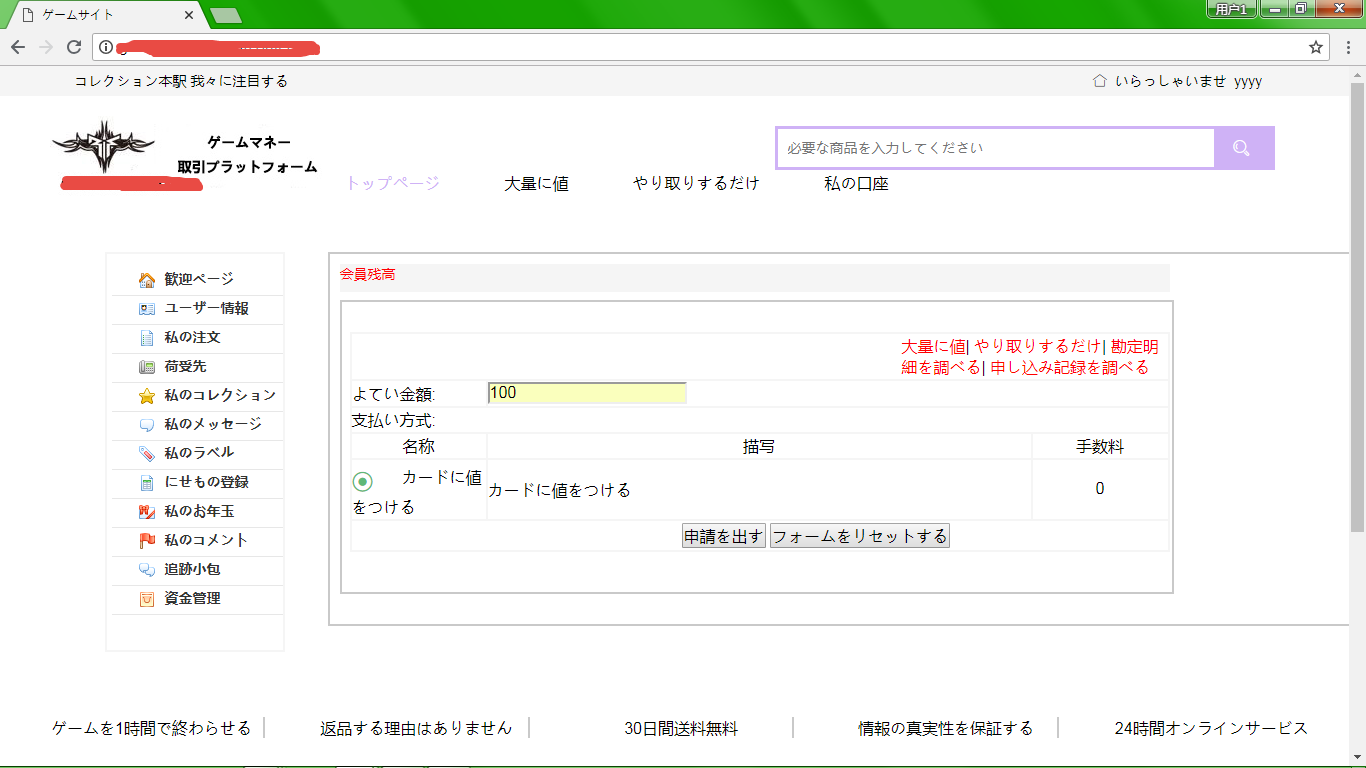 ゲームサイト
用户1
コレクション本駅 我々に注目する
いらっしゃいませ yyyy
ゲームマネー
取引プラットフォーム
必要な商品を入力してください
トップページ 大量に値 やり取りするだけ 私の口座
歓迎ページ
ユーザー情報
私の注文
荷受先
私のコレクション
私のメッセージ
私のラベル
にせもの登録
私のお年玉
私のコメント
追跡小包
資金管理
会員残高
大量に値| やり取りするだけ| 勘定明
細を調べる| 申し込み記録を調べる
よてい金額: 100
支払い方式:
名称 描写 手数料
カードに値
をつける
カードに値をつける
0
申請を出す フォームをリセットする
ゲームを1時間で終わらせる 返品する理由はありません 30日間送料無料 情報の真実性を保証する 24時間オンラインサービス